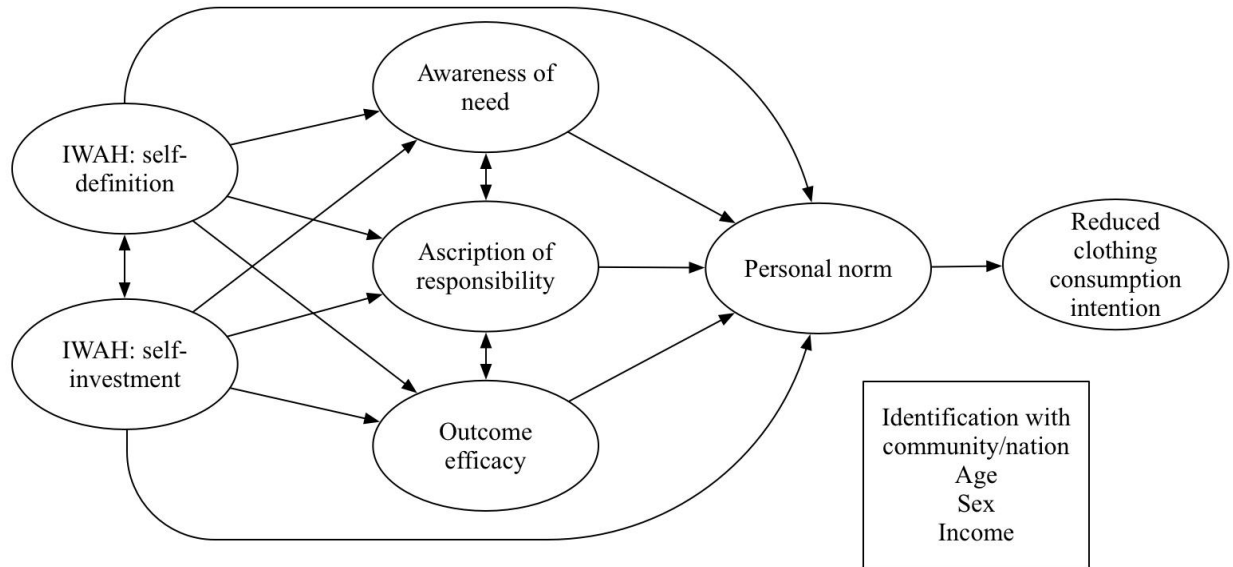 IWAH: self-
definition
IWAH: self-
investment
Awareness of
need
Ascription of
responsibility
Outcome
efficacy
Personal norm
Reduced
clothing
consumption
intention
Identification with
community/nation
Age
Sex
Income